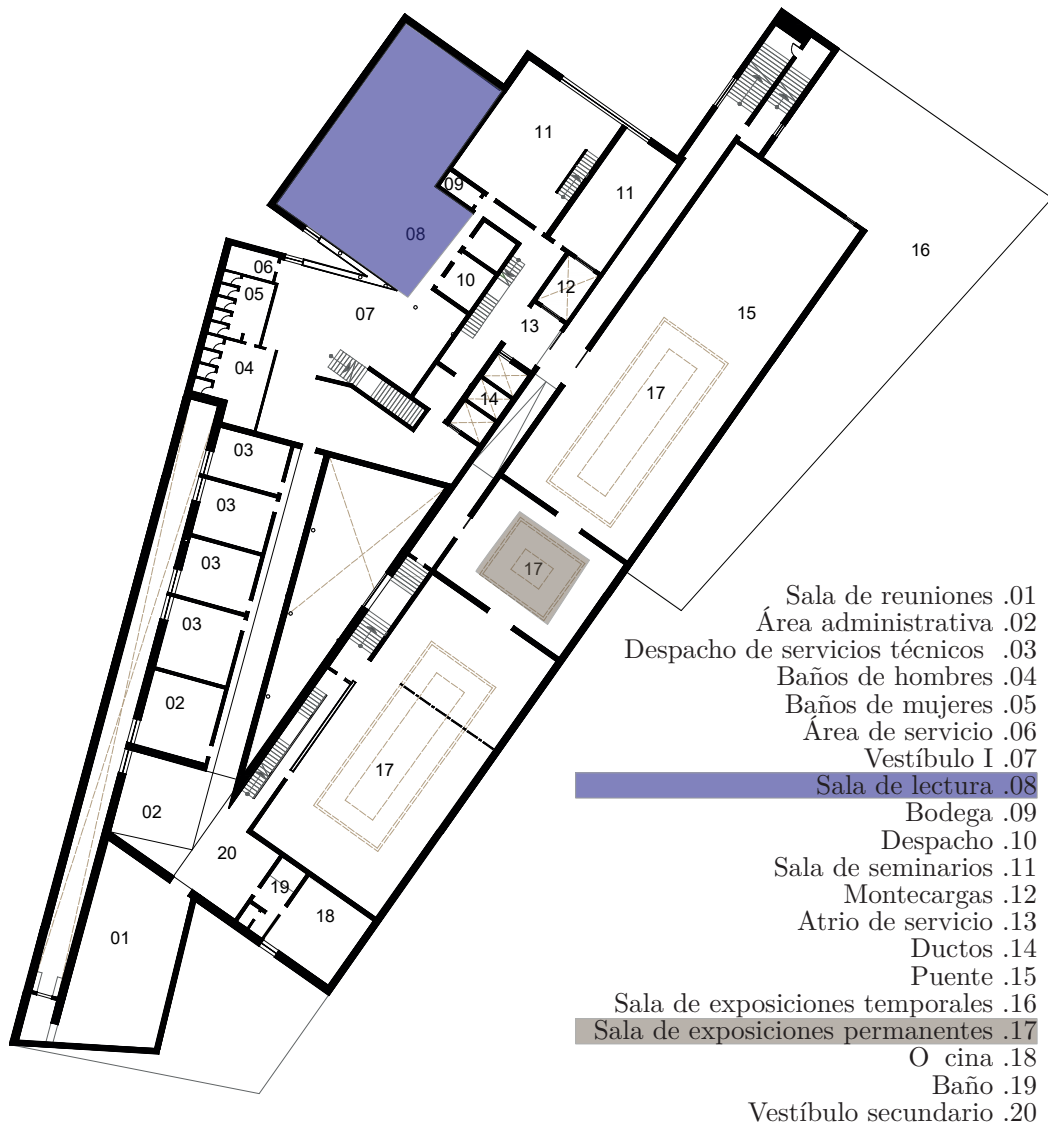 11
11
09
08
16
06
10
05
12
07
15
13
04
17
14
03
03
17
03
03
02
17
02
20
19
18
01
Sala de reuniones .01
Área administrativa .02
Despacho de servicios técnicos .03
Baños de hombres .04
Baños de mujeres .05
Área de servicio .06
Vestíbulo I .07
Sala de lectura .08
Bodega .09
Despacho .10
Sala de seminarios .11
Montecargas .12
Atrio de servicio .13
Ductos .14
Puente .15
Sala de exposiciones temporales .16
Sala de exposiciones permanentes .17
O cina .18
Baño .19
Vestíbulo secundario .20